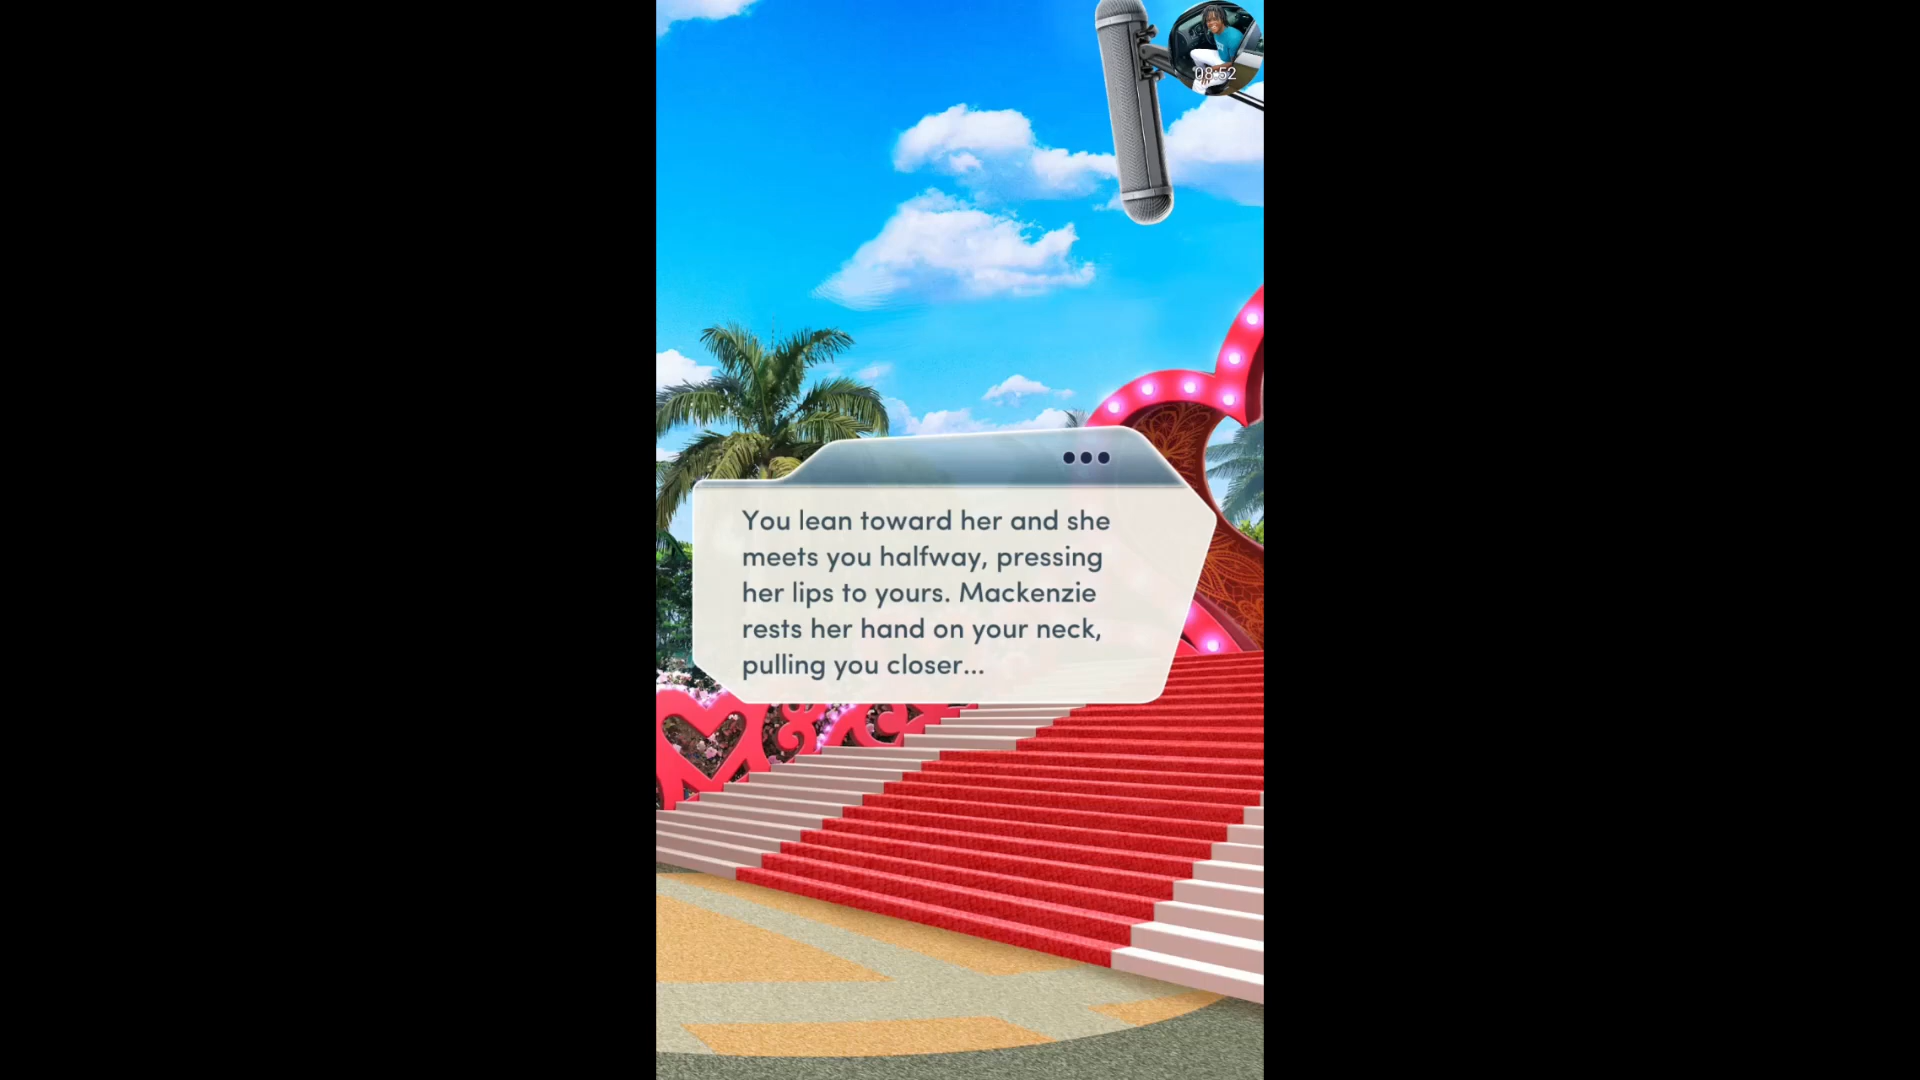 08:52
You lean toward her and she
meets you halfway, pressing
her lips to yours. Mackenzie
rests her hand on your neck,
pulling you closer...